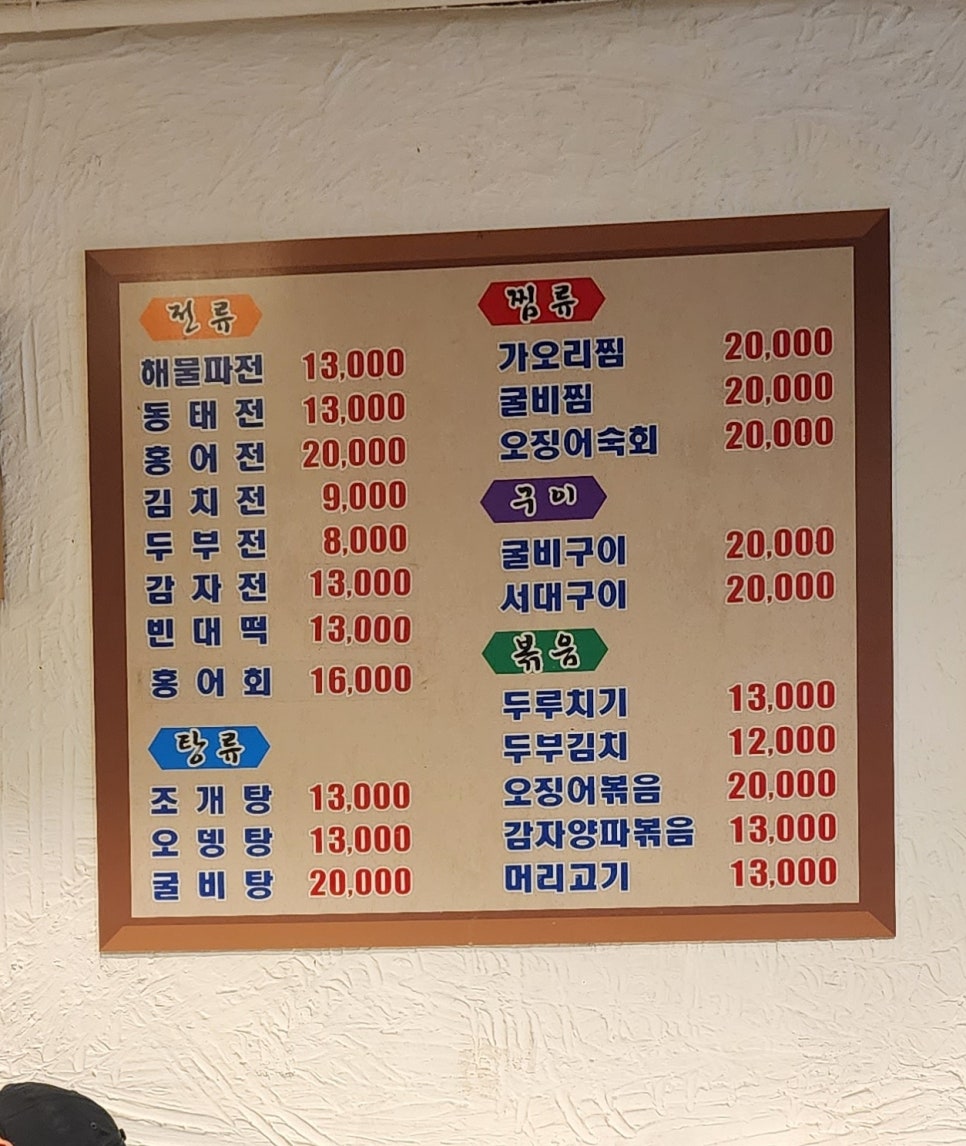 전류
해물파전 13,000
동태전 13,000
홍어전 20,000
김치전 9,000
두부전 8,000
감자전 13,000
빈대떡 13,000
홍어회 16,000
탕류
조개탕 13,000
오뎅탕 13,000
굴비탕 20,000
찜류
가오리찜 20,000
굴비찜 20,000
오징어숙회 20,000
구이
굴비구이 20,000
서대구이 20,000
볶음
두루치기 13,000
두부김치 12,000
오징어볶음 20,000
감자양파볶음 13,000
머리고기 13,000